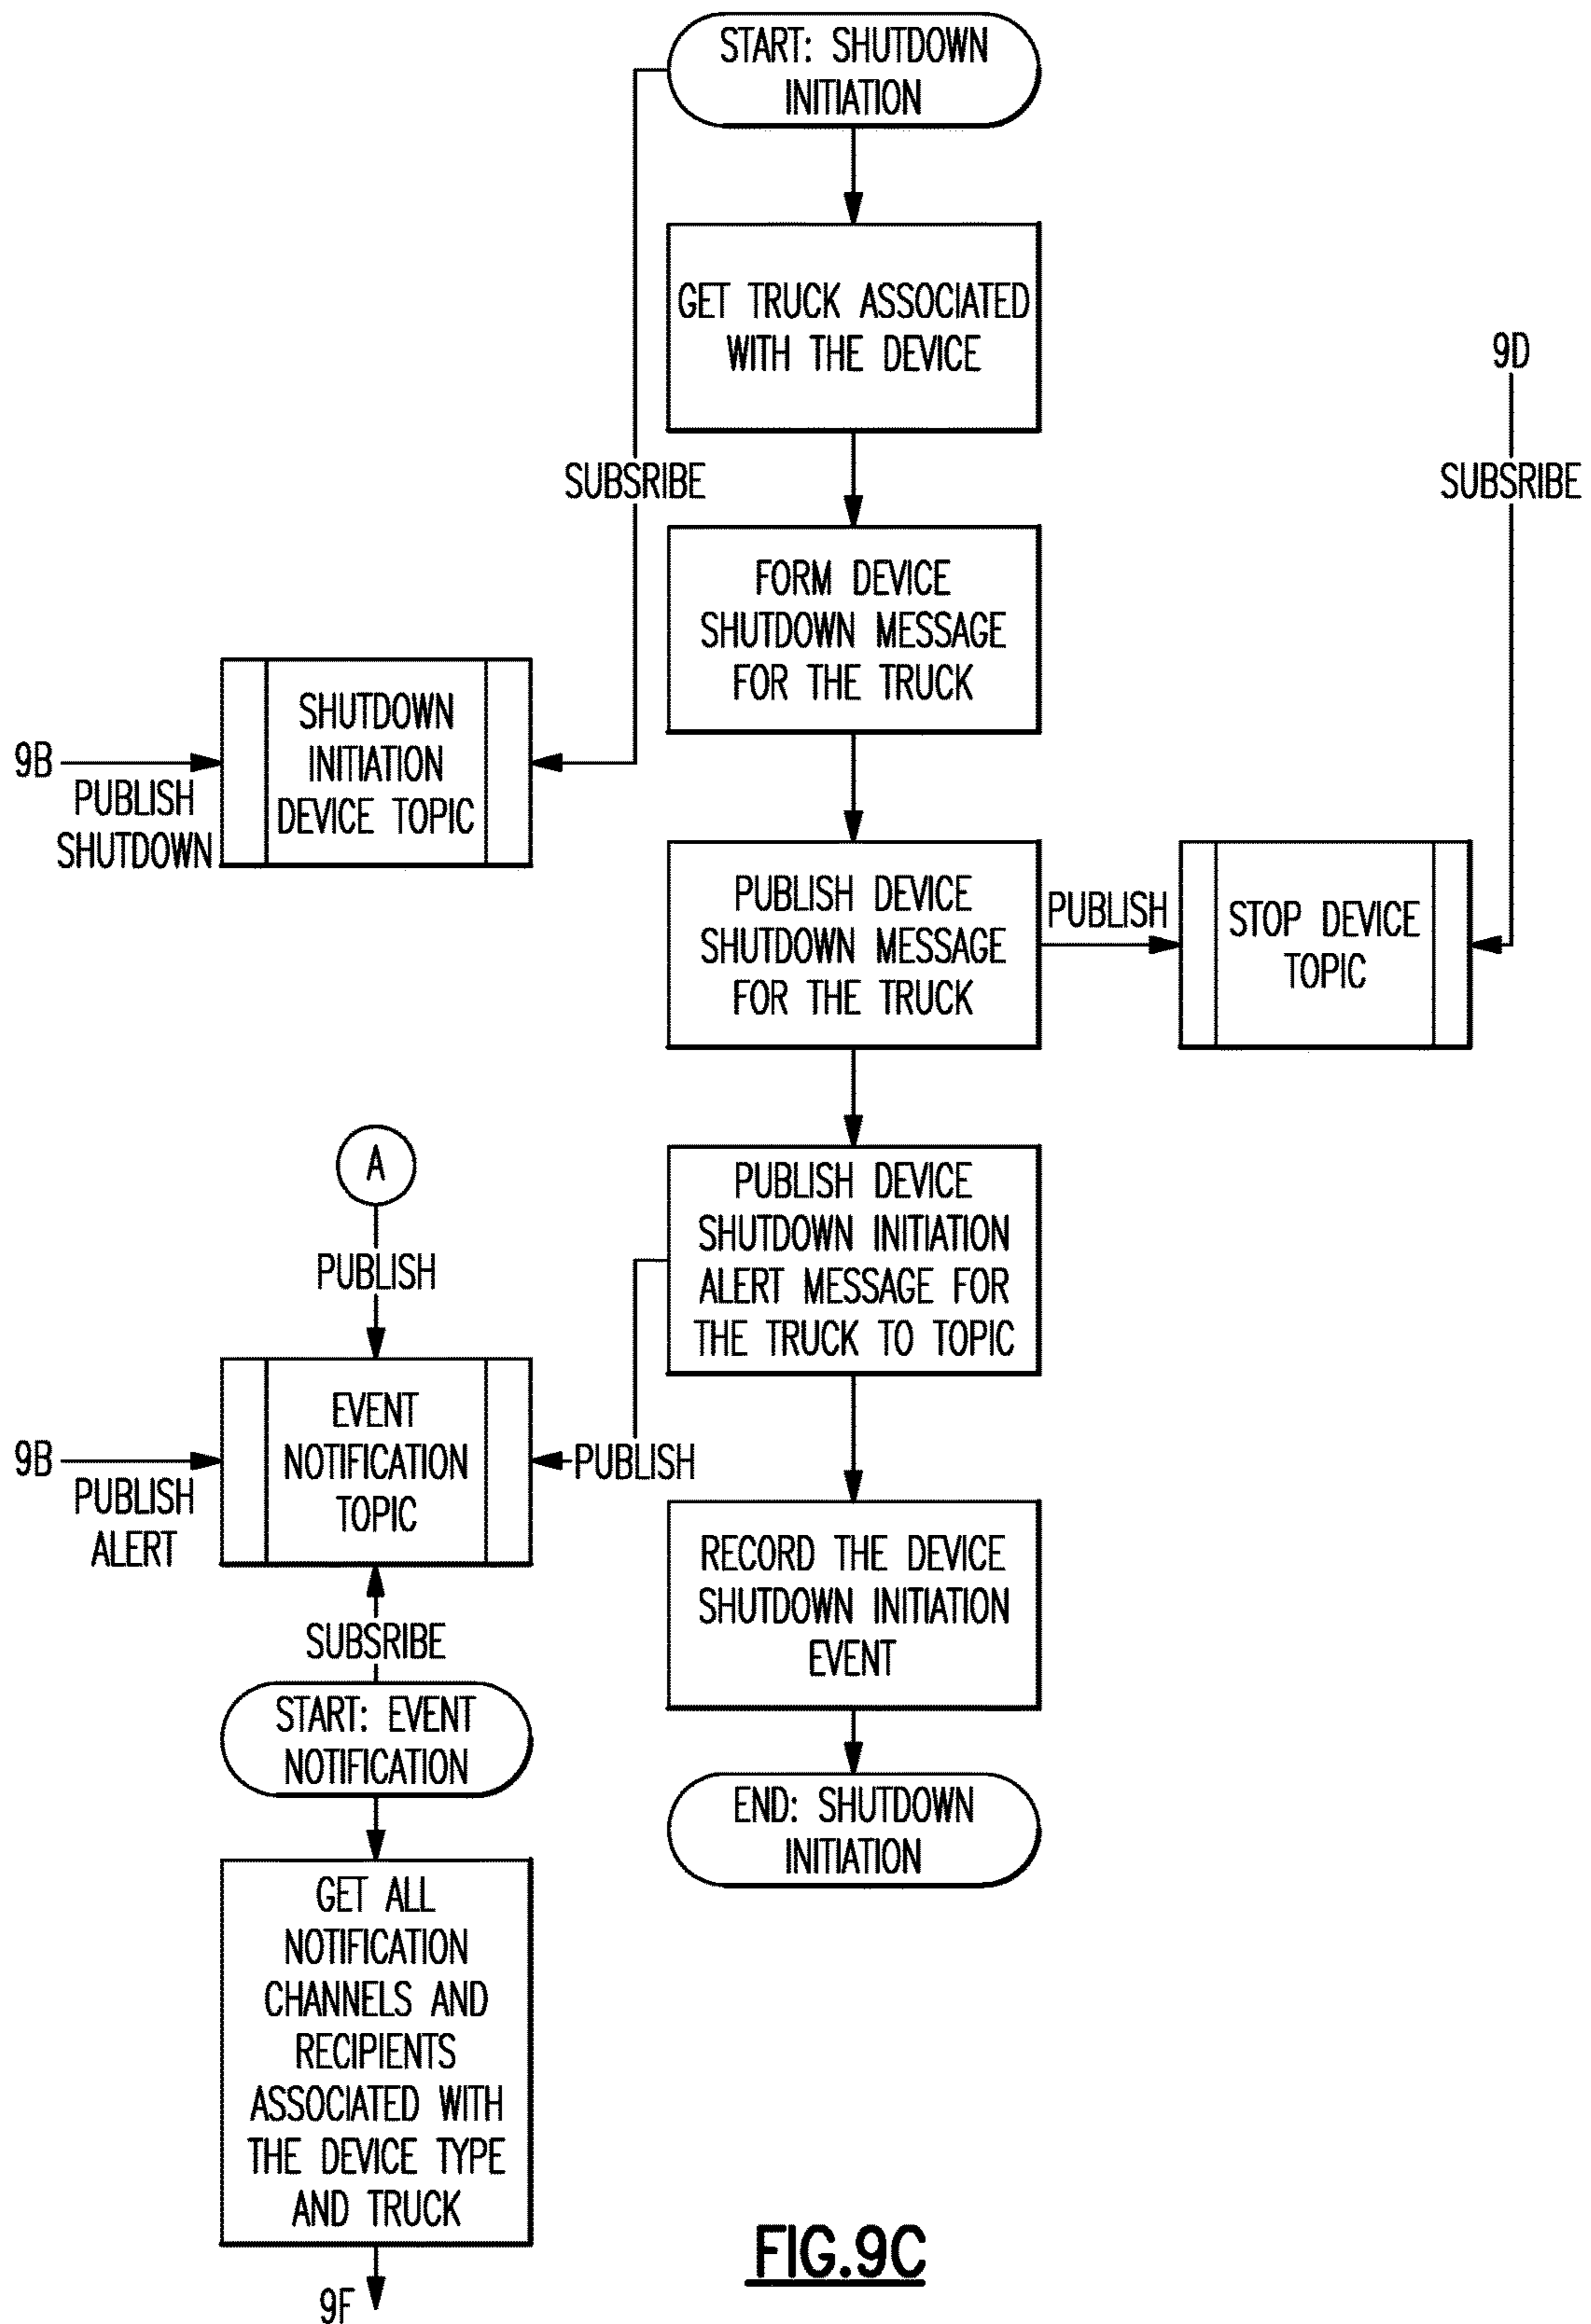 START: SHUTDOWN
INITIATION
GET TRUCK ASSOCIATED
WITH THE DEVICE
9D
SUBSRIBE
SUBSRIBE
FORM DEVICE
SHUTDOWN MESSAGE
FOR THE TRUCK
SHUTDOWN
INITIATION
DEVICE TOPIC
9B
PUBLISH
SHUTDOWN
PUBLISH DEVICE
SHUTDOWN MESSAGE
FOR THE TRUCK
PUBLISH
STOP DEVICE
TOPIC
A
PUBLISH
PUBLISH DEVICE
SHUTDOWN INITIATION
ALERT MESSAGE FOR
THE TRUCK TO TOPIC
EVENT
NOTIFICATION
TOPIC
9B
PUBLISH
ALERT
PUBLISH
RECORD THE DEVICE
SHUTDOWN INITIATION
EVENT
SUBSRIBE
START: EVENT
NOTIFICATION
END: SHUTDOWN
INITIATION
GET ALL
NOTIFICATION
CHANNELS AND
RECIPIENTS
ASSOCIATED WITH
THE DEVICE TYPE
AND TRUCK
9F
FIG.9C